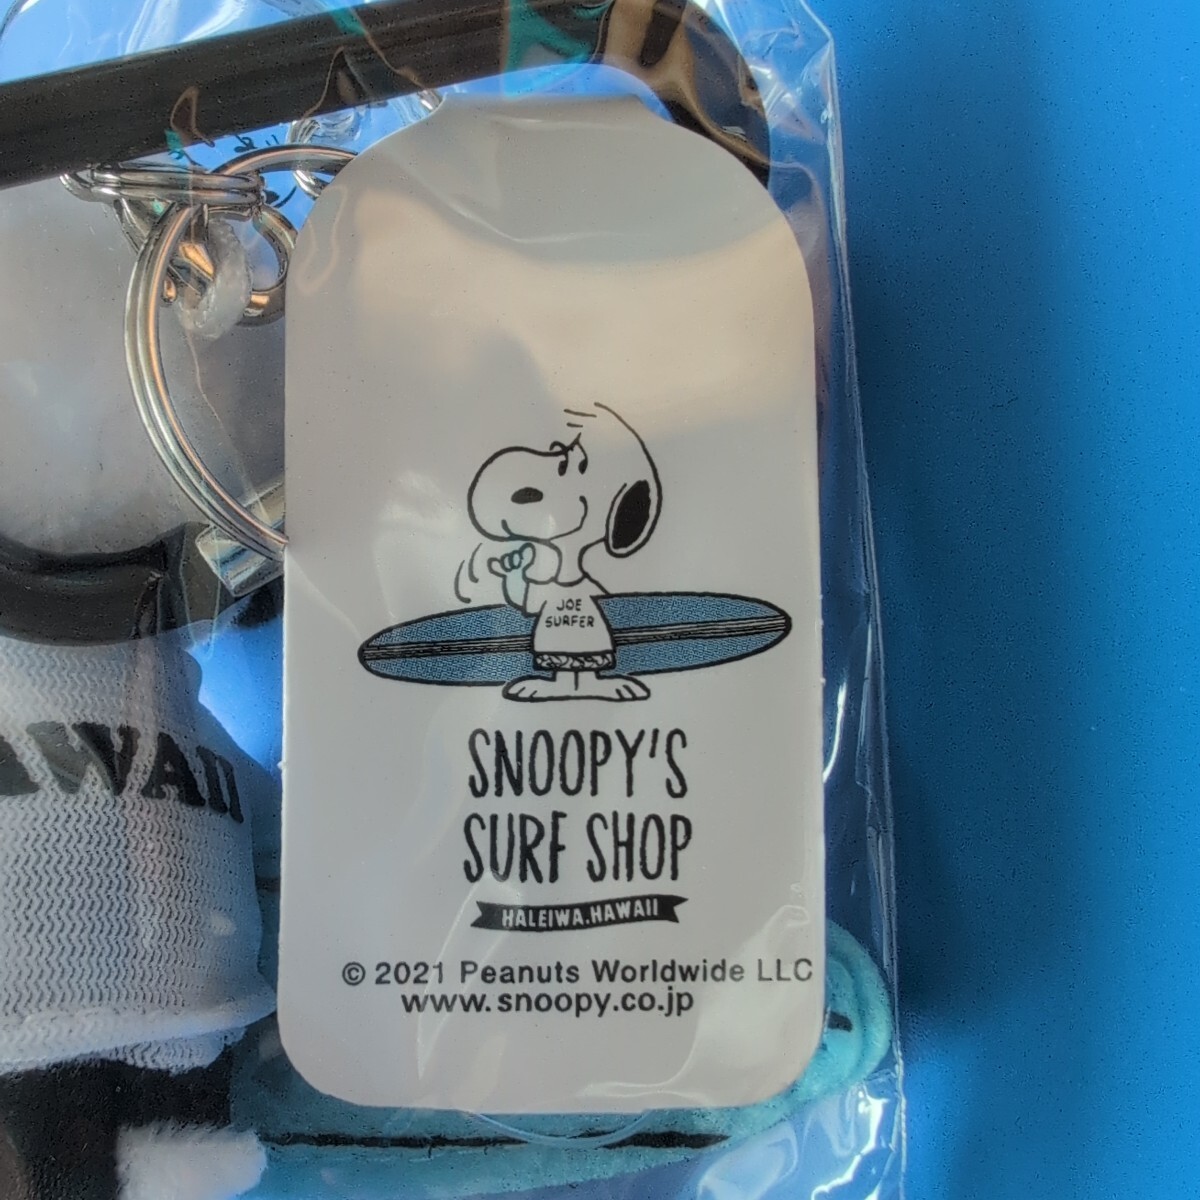 JOE
SURFER
SNOOPY'S
SURF SHOP
HALEIWA.HAWAII
© 2021 Peanuts Worldwide LLC
www.snoopy.co.jp
AWAII